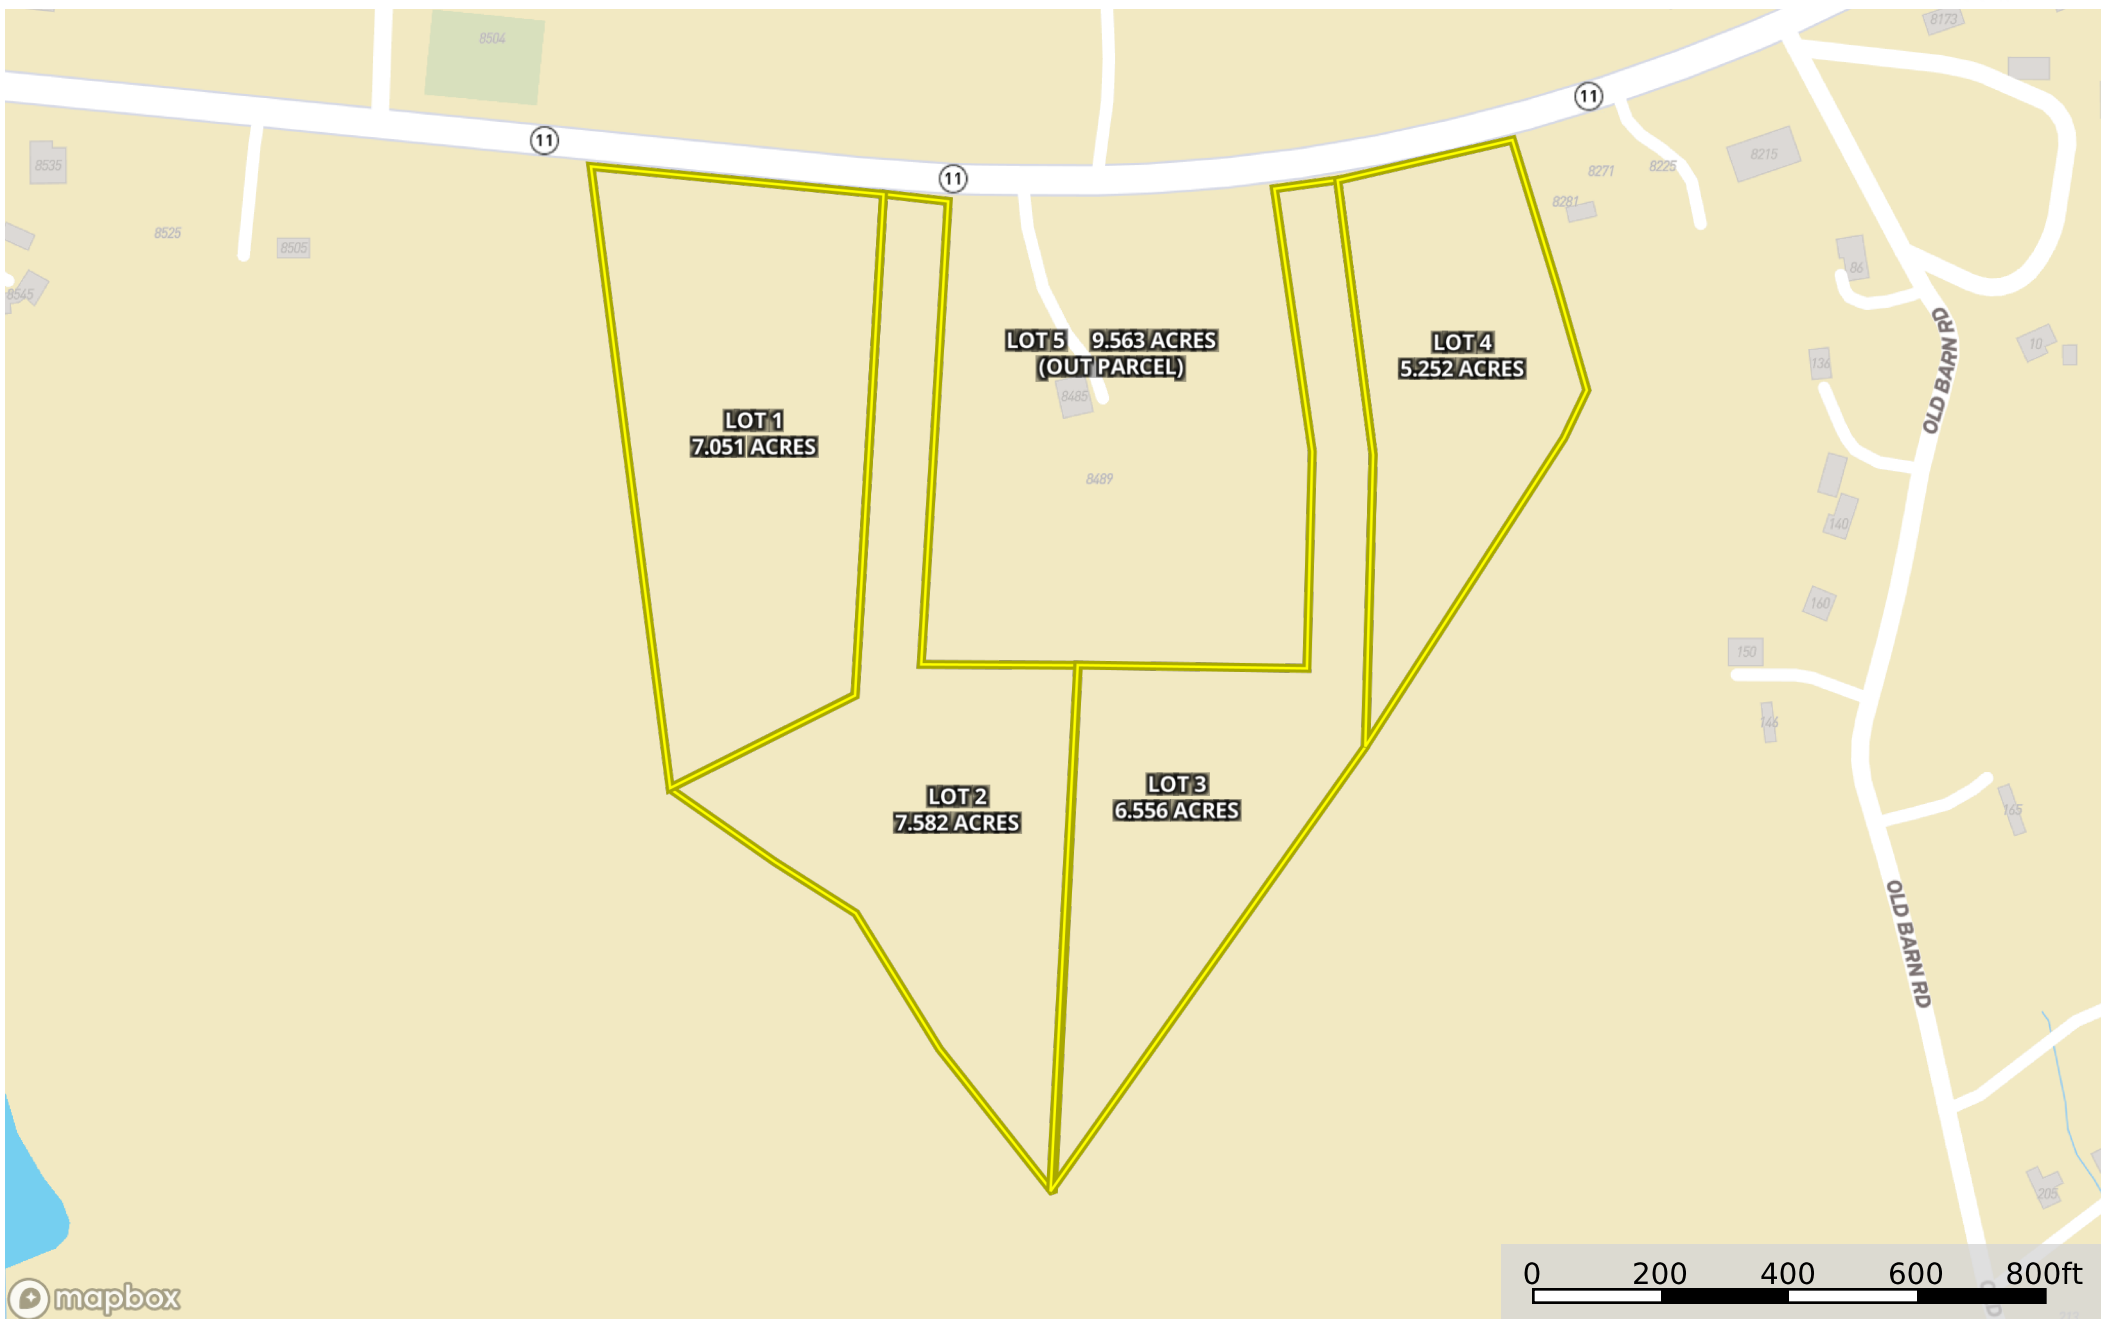 8504
8173
11
11
11
8535
8525
8505
8545
8215
8225
8271
8281
86
OLD BARN RD
10
136
LOT 5 9.563 ACRES
(OUT PARCEL)
8485
8489
LOT 4
5.252 ACRES
LOT 1
7.051 ACRES
140
160
150
146
LOT 2
7.582 ACRES
LOT 3
6.556 ACRES
165
OLD BARN RD
205
0 200 400 600 800ft
mapbox